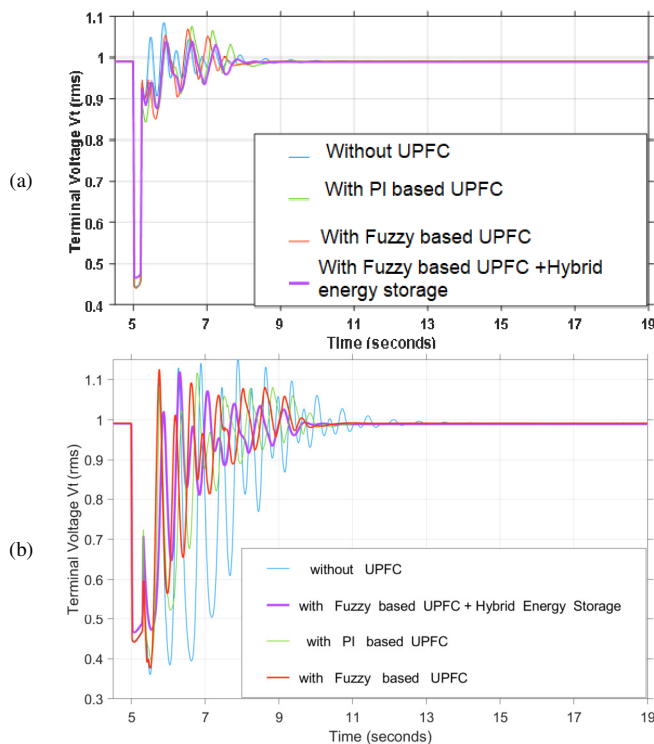 (a)
Terminal Voltage Vt (rms)
1.1
1
0.9
0.8
0.7
0.6
0.5
0.4
Without UPFC
With PI based UPFC
With Fuzzy based UPFC
With Fuzzy based UPFC +Hybrid
energy storage
5 7 9 11 13 15 17 19
Time (seconds)
(b)
Terminal Voltage Vt (rms)
1.1
1
0.9
0.8
0.7
0.6
0.5
0.4
0.3
without UPFC
with Fuzzy based UPFC + Hybrid Energy Storage
with PI based UPFC
with Fuzzy based UPFC
5 7 9 11 13 15 17 19
Time (seconds)